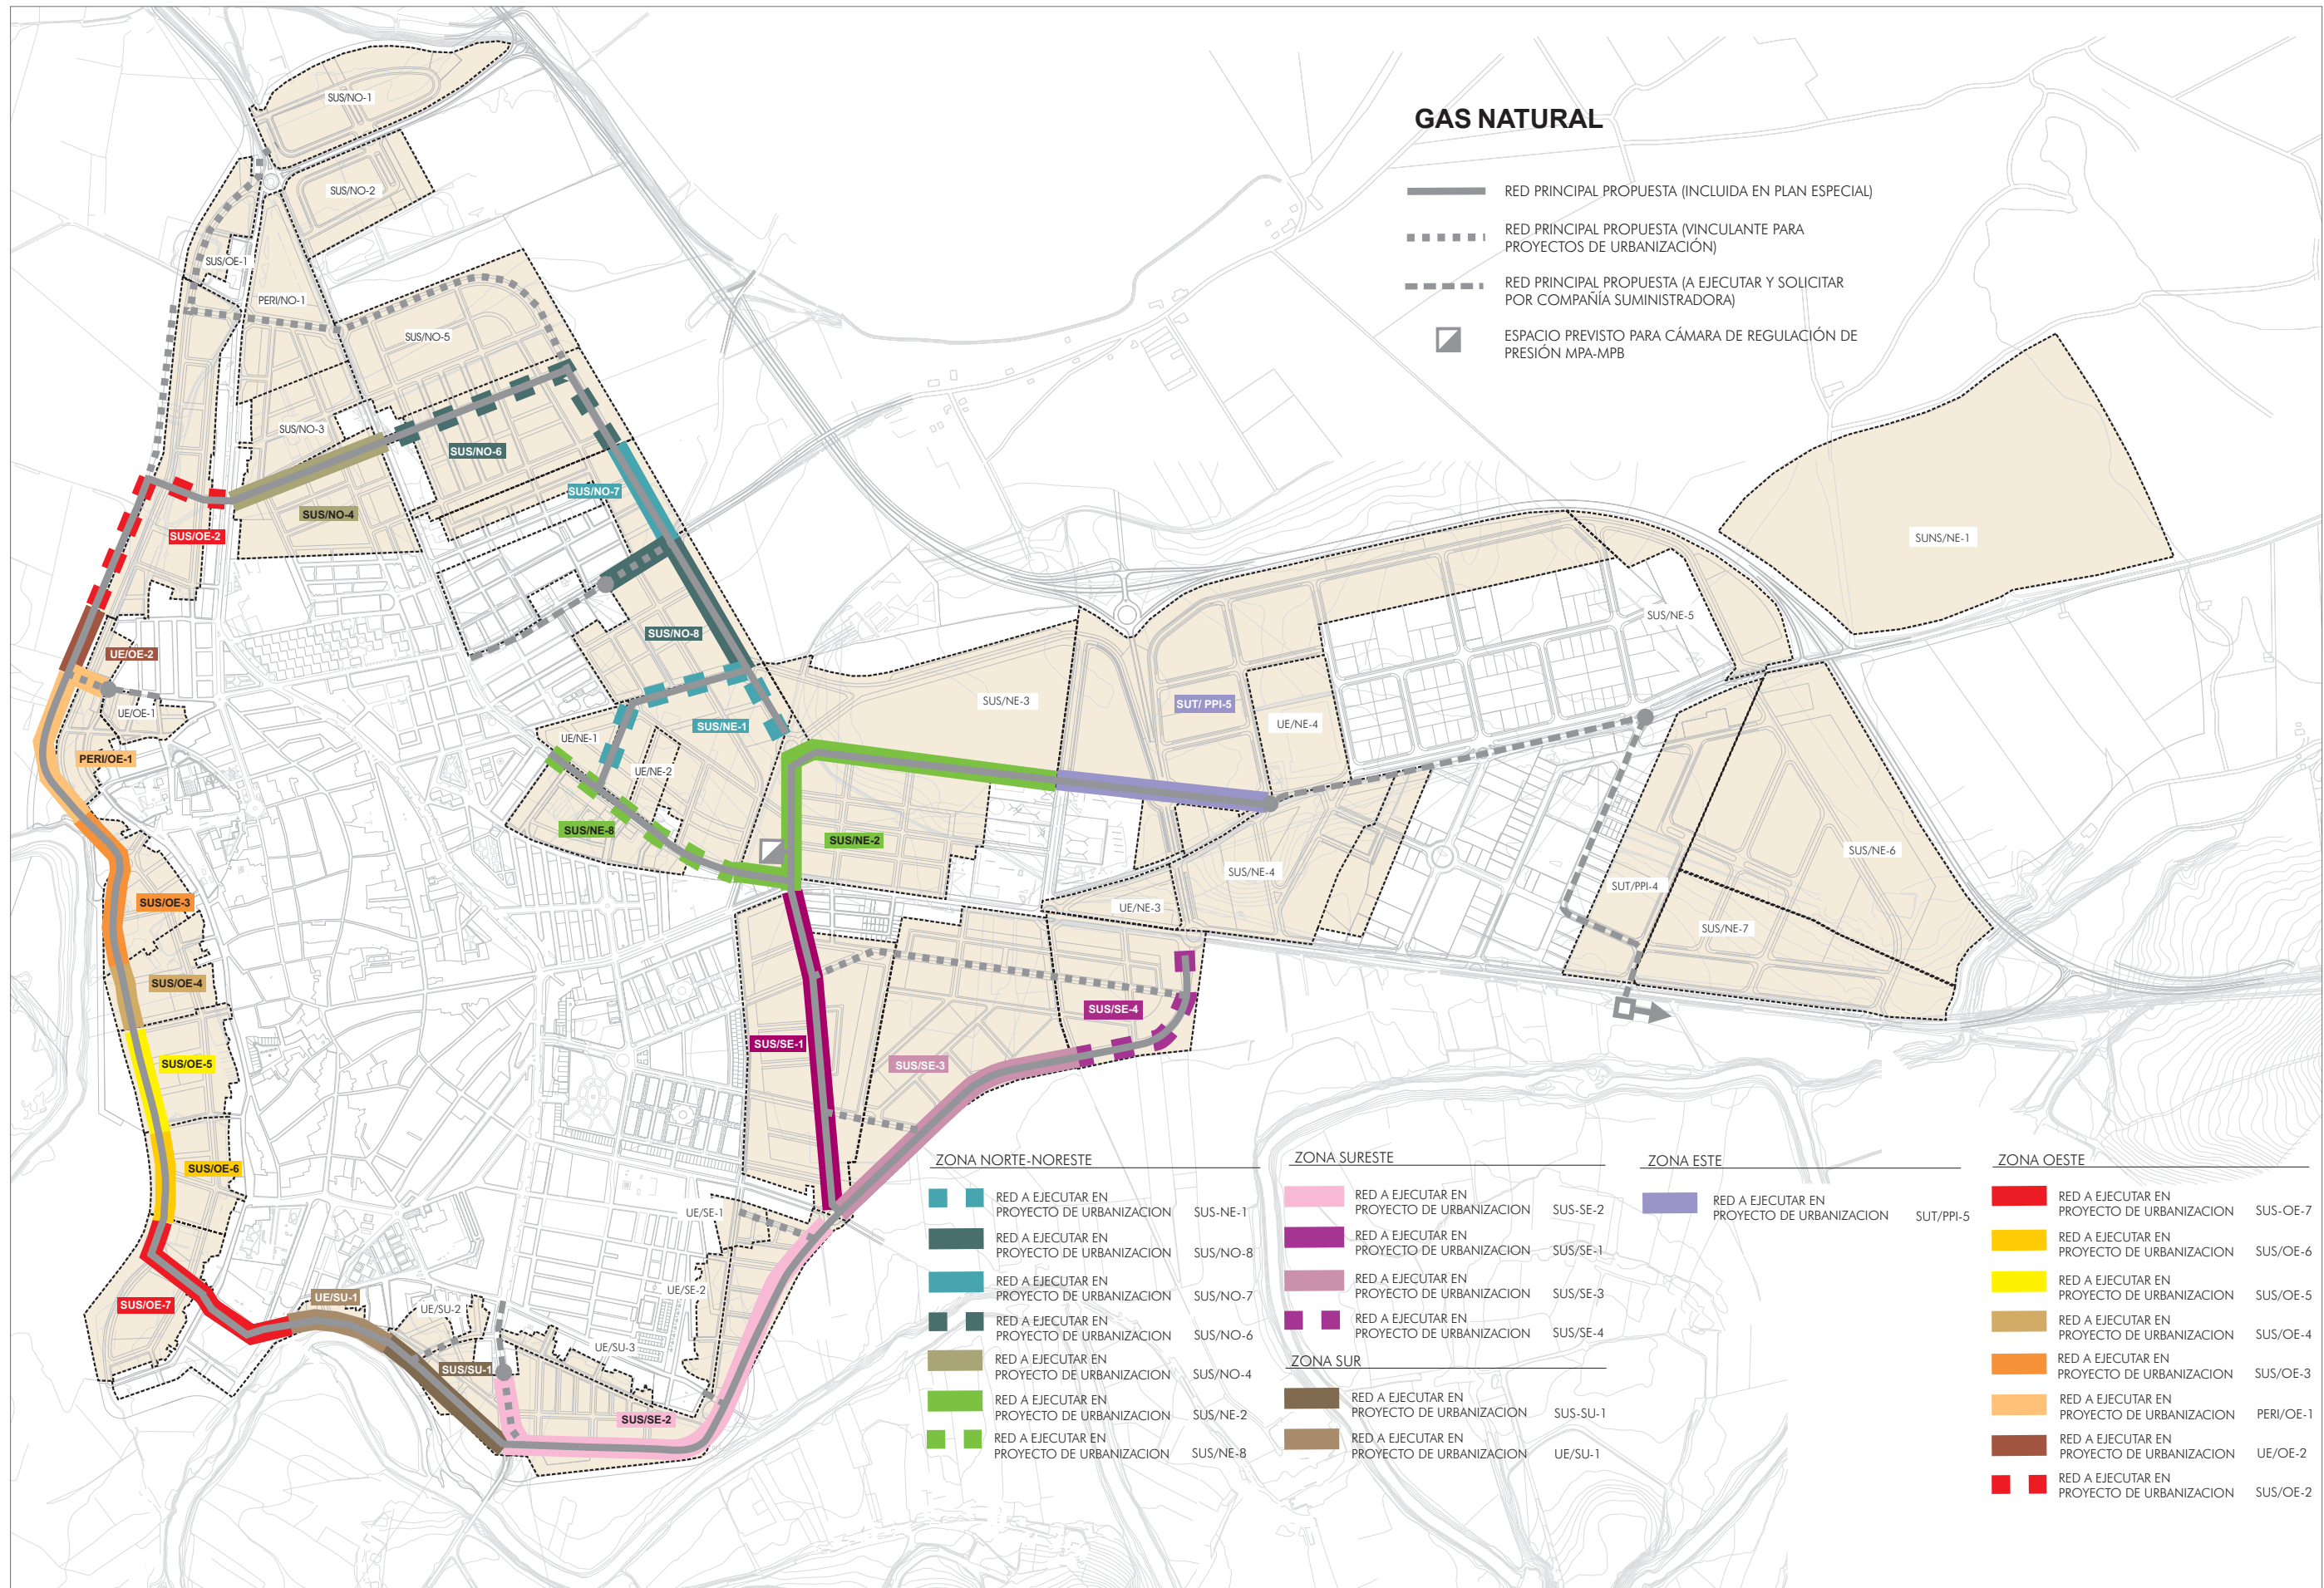 GAS NATURAL
RED PRINCIPAL PROPUESTA (INCLUIDA EN PLAN ESPECIAL)
RED PRINCIPAL PROPUESTA (VINCULANTE PARA
PROYECTOS DE URBANIZACIÓN)
RED PRINCIPAL PROPUESTA (A EJECUTAR Y SOLICITAR
POR COMPAÑÍA SUMINISTRADORA)
ESPACIO PREVISTO PARA CÁMARA DE REGULACIÓN DE
PRESIÓN MPA-MPB
SUS/NO-1
SUS/NO-2
SUS/OE-1
PERI/NO-1
SUS/NO-5
SUS/NO-3
SUS/NO-6
SUS/NO-7
SUS/NO-4
SUS/OE-2
SUNS/NE-1
SUS/NE-5
SUS/NO-8
UE/OE-2
SUS/NE-3
SUT/ PPI-5
UE/NE-4
UE/OE-1
SUS/NE-1
UE/NE-1
PERI/OE-1
UE/NE-2
SUS/NE-8
SUS/NE-2
SUS/NE-6
SUS/NE-4
SUT/PPI-4
SUS/OE-3
UE/NE-3
SUS/NE-7
SUS/OE-4
SUS/SE-4
SUS/SE-1
SUS/OE-5
SUS/SE-3
SUS/OE-6
UE/SE-1
UE/SE-2
UE/SU-1
SUS/OE-7
UE/SU-2
UE/SU-3
SUS/SU-1
SUS/SE-2
ZONA NORTE-NORESTE
RED A EJECUTAR EN
PROYECTO DE URBANIZACION SUS-NE-1
RED A EJECUTAR EN
PROYECTO DE URBANIZACION SUS/NO-8
RED A EJECUTAR EN
PROYECTO DE URBANIZACION SUS/NO-7
RED A EJECUTAR EN
PROYECTO DE URBANIZACION SUS/NO-6
RED A EJECUTAR EN
PROYECTO DE URBANIZACION SUS/NO-4
RED A EJECUTAR EN
PROYECTO DE URBANIZACION SUS/NE-2
RED A EJECUTAR EN
PROYECTO DE URBANIZACION SUS/NE-8
ZONA SURESTE
RED A EJECUTAR EN
PROYECTO DE URBANIZACION SUS-SE-2
RED A EJECUTAR EN
PROYECTO DE URBANIZACION SUS/SE-1
RED A EJECUTAR EN
PROYECTO DE URBANIZACION SUS/SE-3
RED A EJECUTAR EN
PROYECTO DE URBANIZACION SUS/SE-4
ZONA SUR
RED A EJECUTAR EN
PROYECTO DE URBANIZACION SUS-SU-1
RED A EJECUTAR EN
PROYECTO DE URBANIZACION UE/SU-1
ZONA ESTE
RED A EJECUTAR EN
PROYECTO DE URBANIZACION SUT/PPI-5
ZONA OESTE
RED A EJECUTAR EN
PROYECTO DE URBANIZACION SUS-OE-7
RED A EJECUTAR EN
PROYECTO DE URBANIZACION SUS/OE-6
RED A EJECUTAR EN
PROYECTO DE URBANIZACION SUS/OE-5
RED A EJECUTAR EN
PROYECTO DE URBANIZACION SUS/OE-4
RED A EJECUTAR EN
PROYECTO DE URBANIZACION SUS/OE-3
RED A EJECUTAR EN
PROYECTO DE URBANIZACION PERI/OE-1
RED A EJECUTAR EN
PROYECTO DE URBANIZACION UE/OE-2
RED A EJECUTAR EN
PROYECTO DE URBANIZACION SUS/OE-2